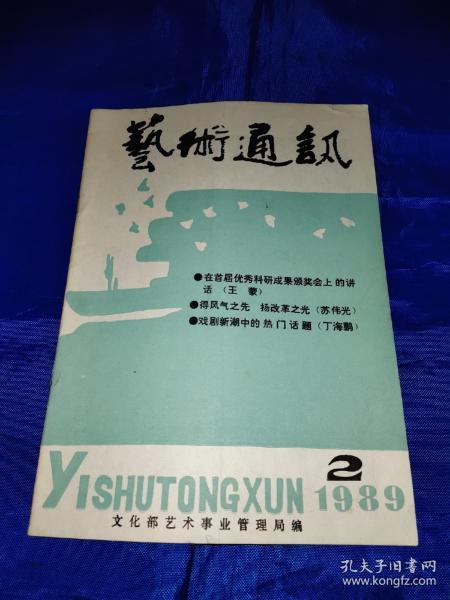 藝術通訊
●在首届优秀科研成果颁奖会上的讲
话(王 蒙)
●得风气之先 扬改革之光(苏伟光)
●戏剧新潮中的热门话题(丁海鹏)
YISHUTONGXUN
2
1989
文化部艺术事业管理局编
孔夫子旧书网
www.kongfz.com